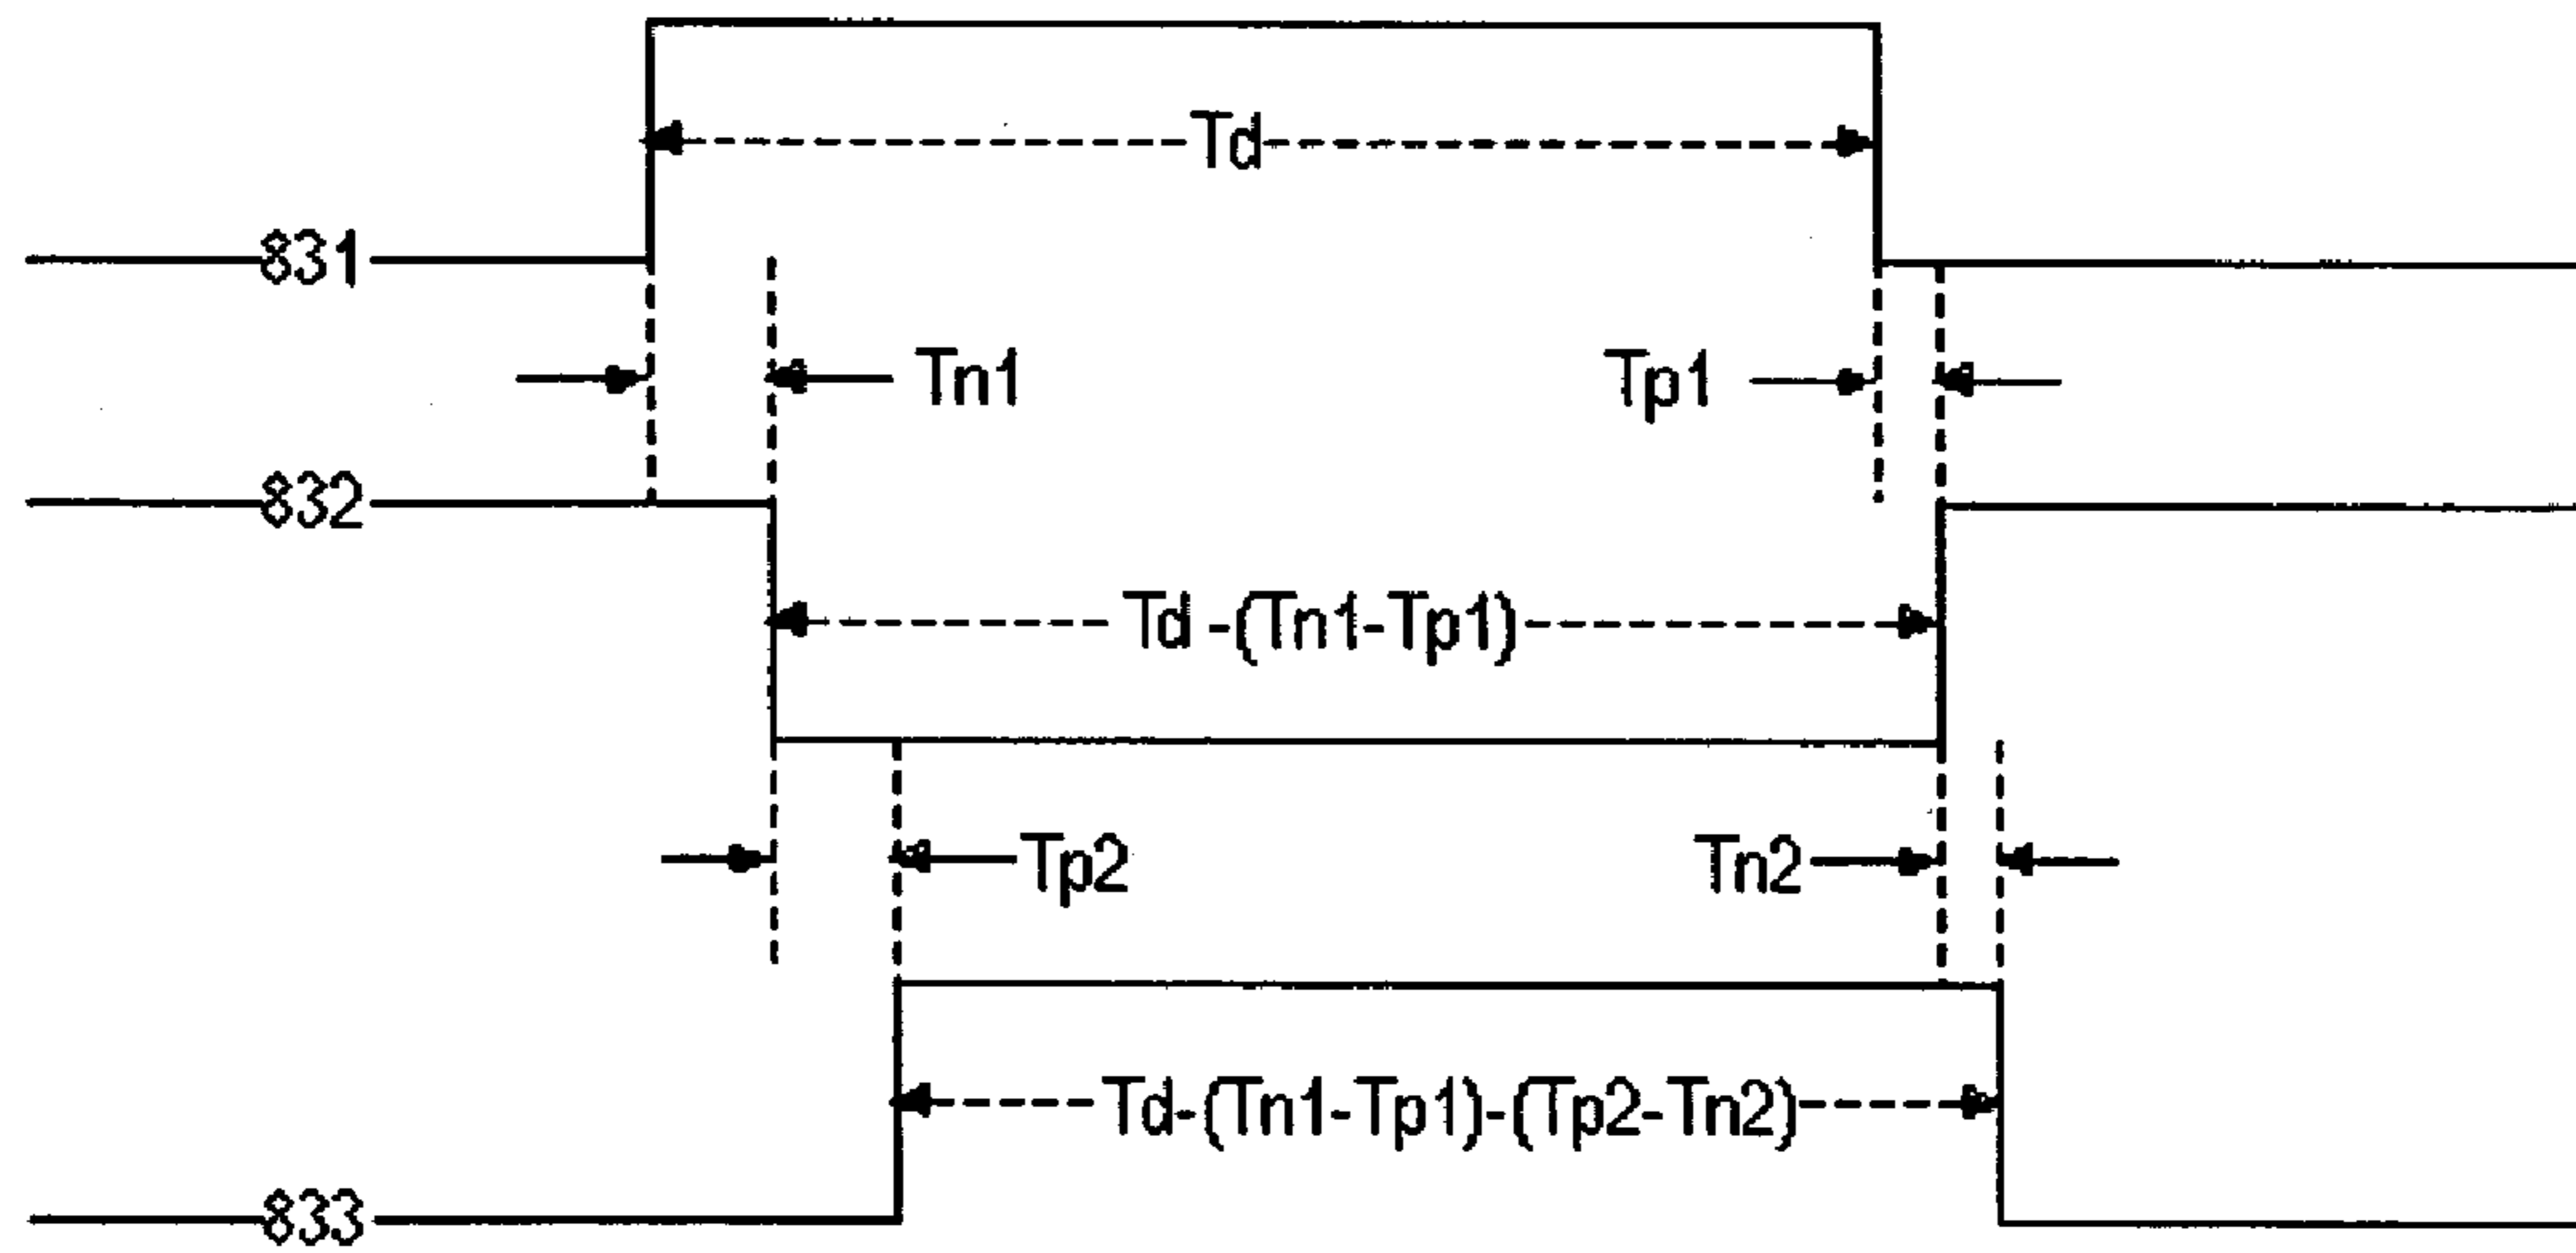 Td
831
Tn1
Tp1
832
Td-(Tn1-Tp1)
Tp2
Tn2
Td-(Tn1-Tp1)-(Tp2-Tn2)
833